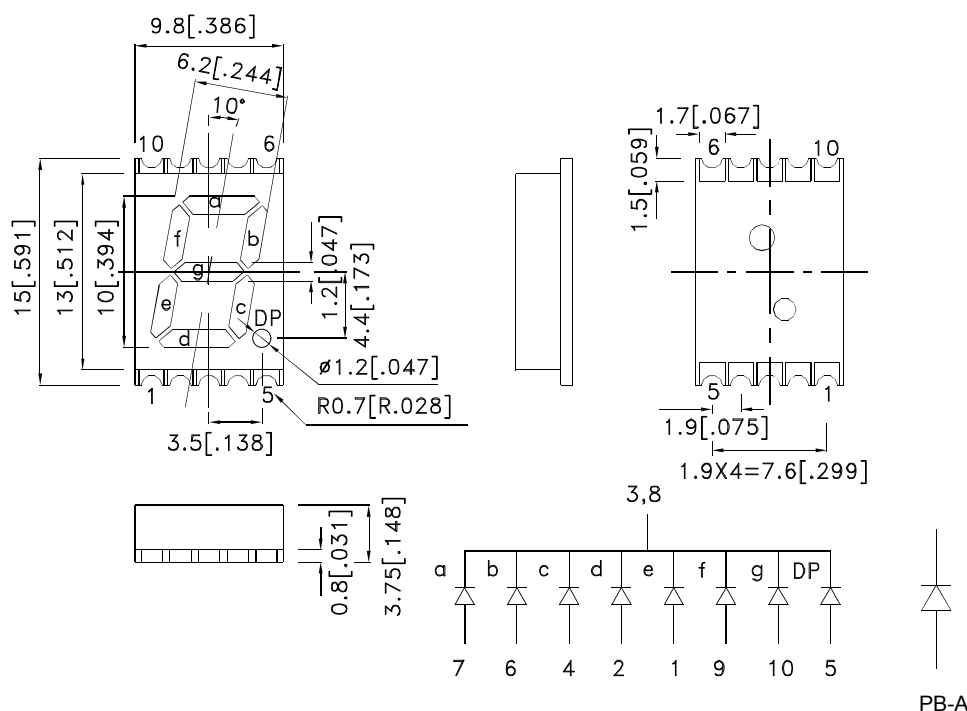 9.8[.386]
6.2[.244]
10°
10 6
1.7[.067]
6 10
1.5[.059]
15[.591]
13[.512]
10[.394]
a
f b
g
e c
d DP
1.2[.047]
4.4[.173]
ø1.2[.047]
R0.7[R.028]
1 5
3.5[.138]
5 1
1.9[.075]
1.9X4=7.6[.299]
0.8[.031]
3.75[.148]
3,8
a b c d e f g DP
7 6 4 2 1 9 10 5
PB-A